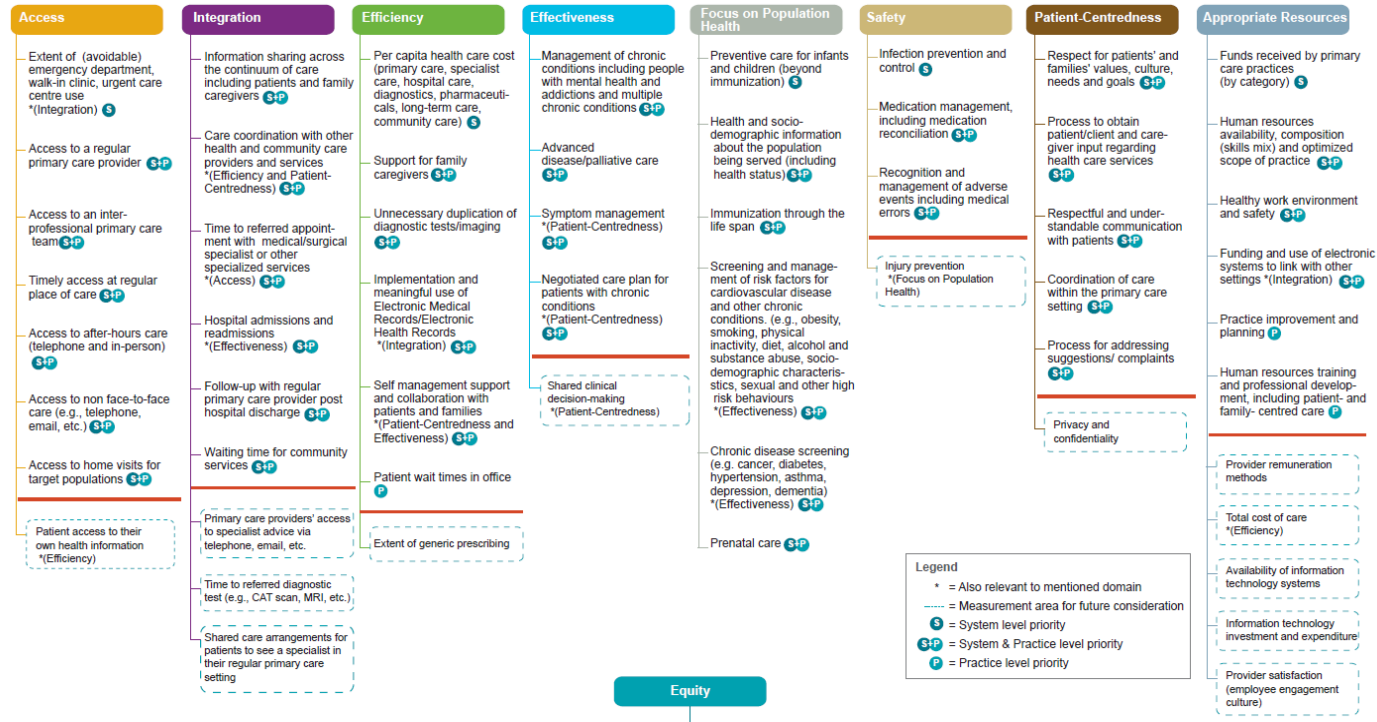 Access
Extent of (avoidable)
emergency department,
walk-in clinic, urgent care
centre use
*(Integration) S
Access to a regular
primary care provider S+P
Access to an inter-
professional primary care
team S+P
Timely access at regular
place of care S+P
Access to after-hours care
(telephone and in-person)
S+P
Access to non face-to-face
care (e.g., telephone,
email, etc.) S+P
Access to home visits for
target populations S+P
Patient access to their
own health information
*(Efficiency)
Integration
Information sharing across
the continuum of care
including patients and family
caregivers S+P
Care coordination with other
health and community care
providers and services
*(Efficiency and Patient-
Centredness) S+P
Time to referred appoint-
ment with medical/surgical
specialist or other
specialized services
*(Access) S+P
Hospital admissions and
readmissions
*(Effectiveness) S+P
Follow-up with regular
primary care provider post
hospital discharge S+P
Waiting time for community
services S+P
Primary care providers' access
to specialist advice via
telephone, email, etc.
Time to referred diagnostic
test (e.g., CAT scan, MRI, etc.)
Shared care arrangements for
patients to see a specialist in
their regular primary care
setting
Efficiency
Per capita health care cost
(primary care, specialist
care, hospital care,
diagnostics, pharmaceuti-
cals, long-term care,
community care) S
Support for family
caregivers S+P
Unnecessary duplication of
diagnostic tests/imaging
S+P
Implementation and
meaningful use of
Electronic Medical
Records/Electronic
Health Records
*(Integration) S+P
Self management support
and collaboration with
patients and families
*(Patient-Centredness and
Effectiveness) S+P
Patient wait times in office
P
Extent of generic prescribing
Effectiveness
Management of chronic
conditions including people
with mental health and
addictions and multiple
chronic conditions S+P
Advanced
disease/palliative care
S+P
Symptom management
*(Patient-Centredness)
S+P
Negotiated care plan for
patients with chronic
conditions
*(Patient-Centredness)
S+P
Shared clinical
decision-making
*(Patient-Centredness)
Focus on Population
Health
Preventive care for infants
and children (beyond
immunization) S
Health and socio-
demographic information
about the population
being served (including
health status) S+P
Immunization through the
life span S+P
Screening and manage-
ment of risk factors for
cardiovascular disease
and other chronic
conditions. (e.g., obesity,
smoking, physical
inactivity, diet, alcohol and
substance abuse, socio-
demographic characteris-
stics, sexual and other high
risk behaviours
*(Effectiveness) S+P
Chronic disease screening
(e.g. cancer, diabetes,
hypertension, asthma,
depression, dementia)
*(Effectiveness) S+P
Prenatal care S+P
Safety
Infection prevention and
control S
Medication management,
including medication
reconciliation S+P
Recognition and
management of adverse
events including medical
errors S+P
Injury prevention
*(Focus on Population
Health)
Patient-Centredness
Respect for patients' and
families' values, culture,
needs and goals S+P
Process to obtain
patient/client and care-
giver input regarding
health care services
S+P
Respectful and under-
standable communication
with patients S+P
Coordination of care
within the primary care
setting S+P
Process for addressing
suggestions/ complaints
S+P
Privacy and
confidentiality
Appropriate Resources
Funds received by primary
care practices
(by category) S
Human resources
availability, composition
(skills mix) and optimized
scope of practice S+P
Healthy work environment
and safety S+P
Funding and use of electronic
systems to link with other
settings *(Integration) S+P
Practice improvement and
planning P
Human resources training
and professional develop-
ment, including patient- and
family- centred care P
Provider remuneration
methods
Total cost of care
*(Efficiency)
Availability of information
technology systems
Information technology
investment and expenditure
Provider satisfaction
(employee engagement
culture)
Legend
* = Also relevant to mentioned domain
----- = Measurement area for future consideration
S = System level priority
S+P = System & Practice level priority
P = Practice level priority
Equity